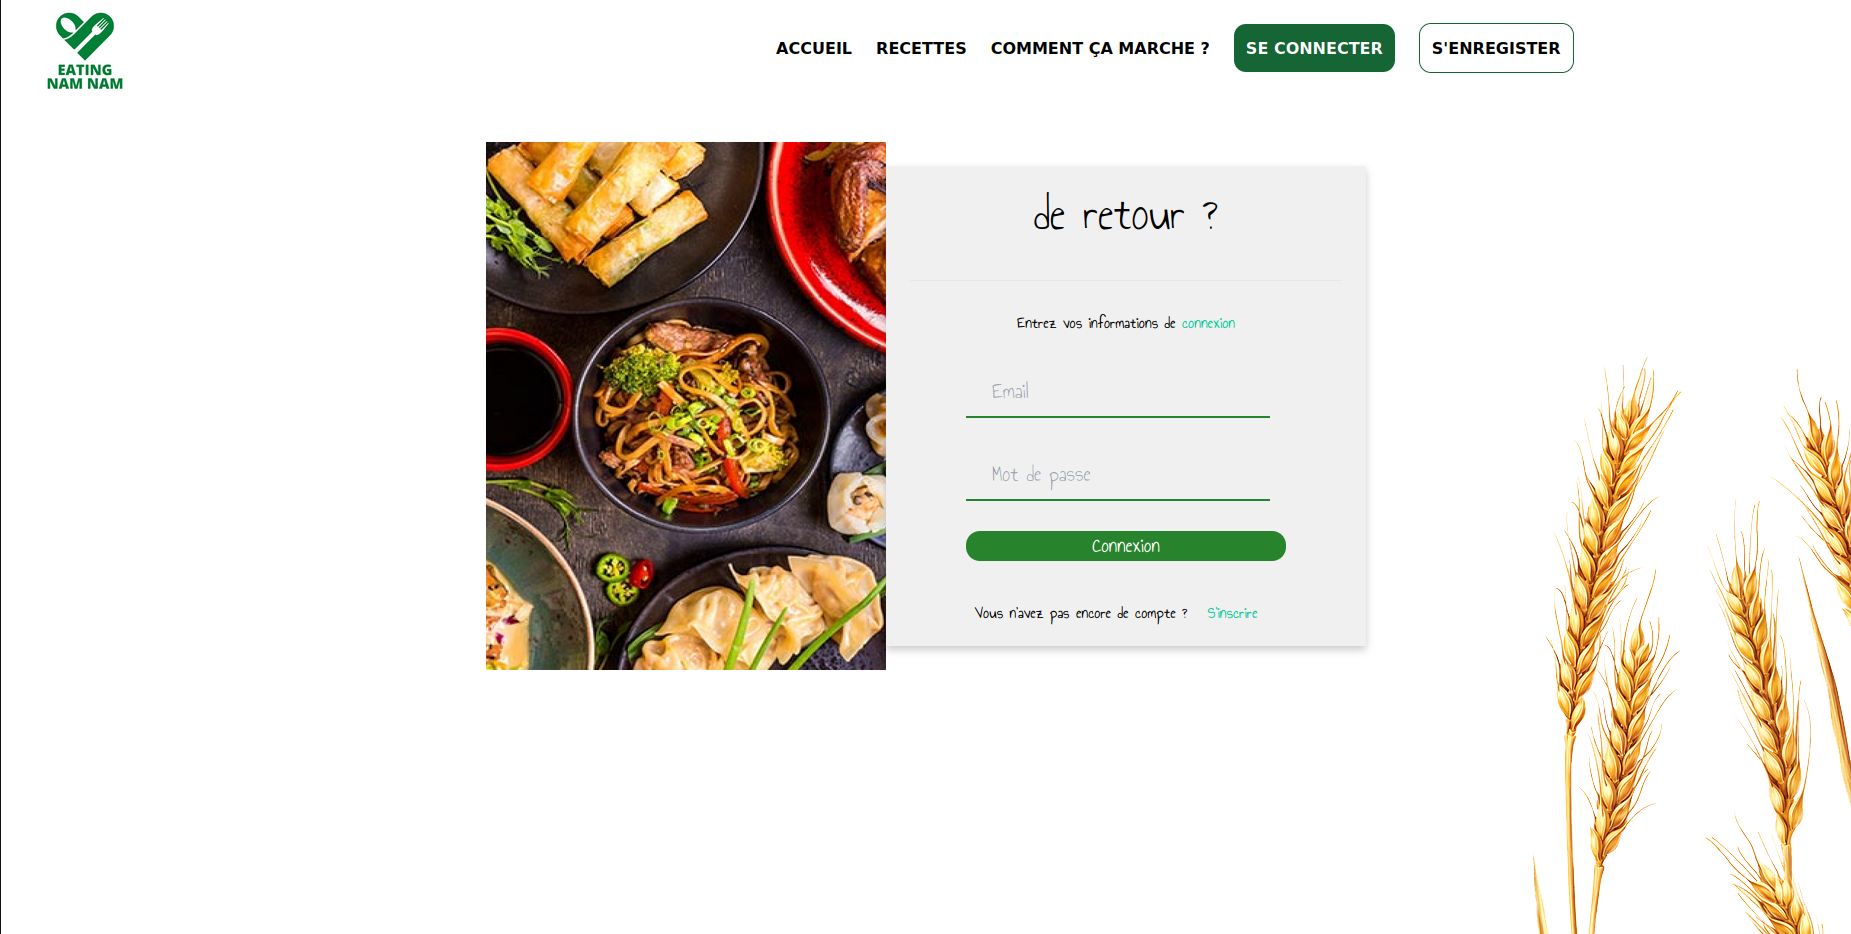 EATING
NAM NAM
ACCUEIL RECETTES COMMENT ÇA MARCHE ? SE CONNECTER S'ENREGISTER
de retour ?
Entrez vos informations de connexion
Email
Mot de passe
Connexion
Vous n'avez pas encore de compte ? S'inscrire